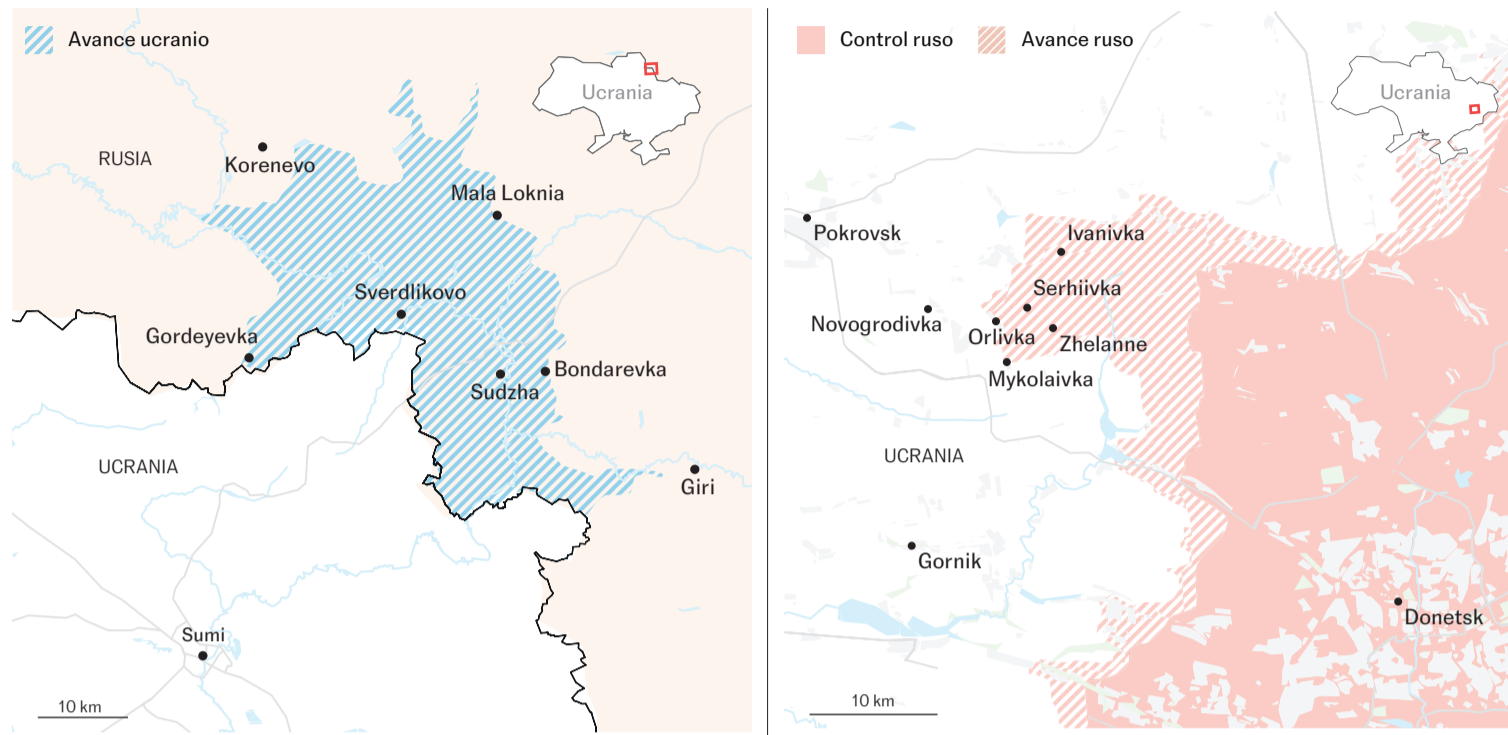 Avance ucranio
Ucrania
RUSIA
Korenevo
Mala Loknia
Sverdlikovo
Gordeyevka
Bondarevka
Sudzha
UCRANIA
Giri
Sumi
10 km
Control ruso
Avance ruso
Ucrania
Pokrovsk
Ivanivka
Serhiivka
Novogrodivka
Orlivka
Zhelanne
Mykolaivka
UCRANIA
Gornik
Donetsk
10 km